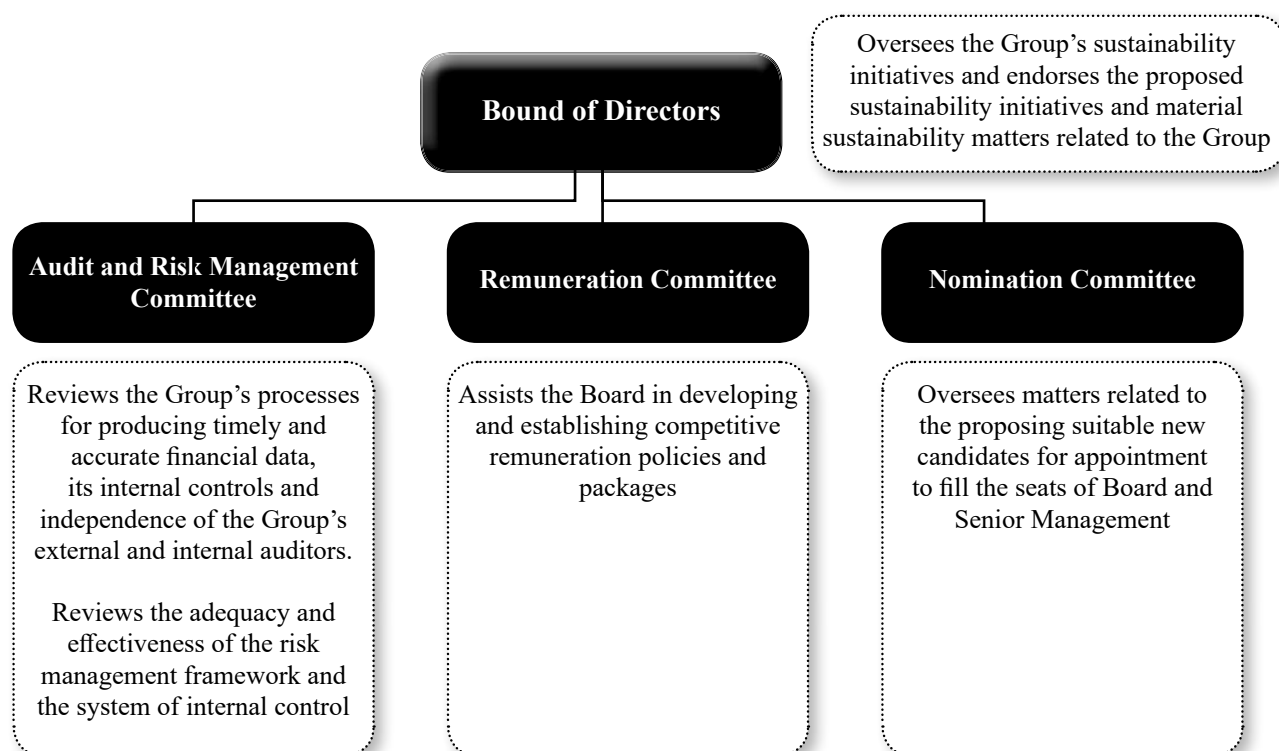 Bound of Directors
Oversees the Group’s sustainability
initiatives and endorses the proposed
sustainability initiatives and material
sustainability matters related to the Group
Audit and Risk Management
Committee
Remuneration Committee
Nomination Committee
Reviews the Group’s processes
for producing timely and
accurate financial data,
its internal controls and
independence of the Group’s
external and internal auditors.
Reviews the adequacy and
effectiveness of the risk
management framework and
the system of internal control
Assists the Board in developing
and establishing competitive
remuneration policies and
packages
Oversees matters related to
the proposing suitable new
candidates for appointment
to fill the seats of Board and
Senior Management